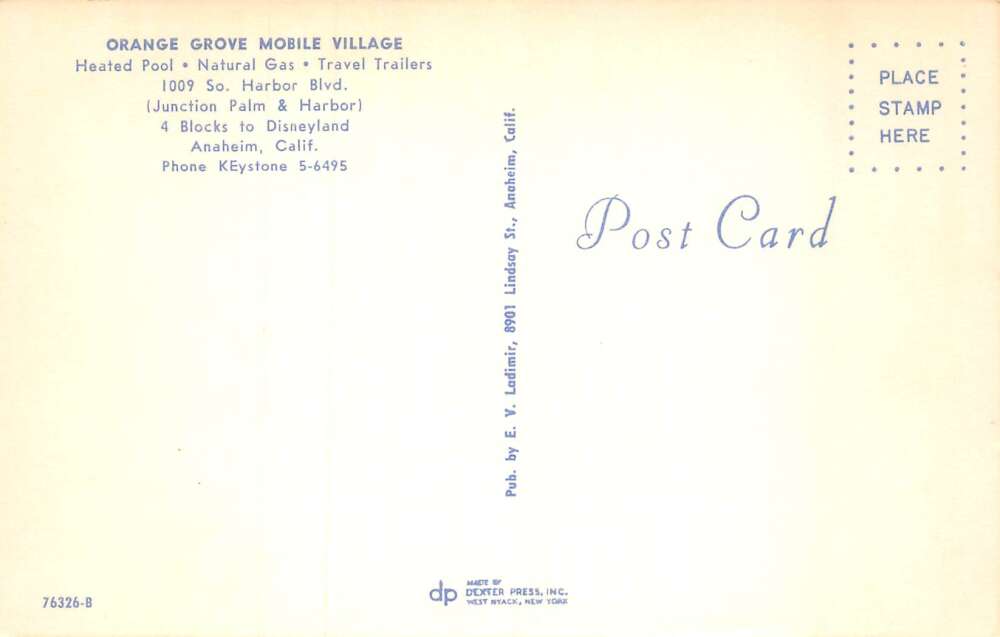 ORANGE GROVE MOBILE VILLAGE
Heated Pool • Natural Gas • Travel Trailers
1009 So. Harbor Blvd.
(Junction Palm & Harbor)
4 Blocks to Disneyland
Anaheim, Calif.
Phone KEystone 5-6495
PLACE
STAMP
HERE
Post Card
Pub. by E. V. Ladimir, 8901 Lindsay St., Anaheim, Calif.
76326-B
dp
MADE BY
DEXTER PRESS, INC.
WEST NYACK, NEW YORK